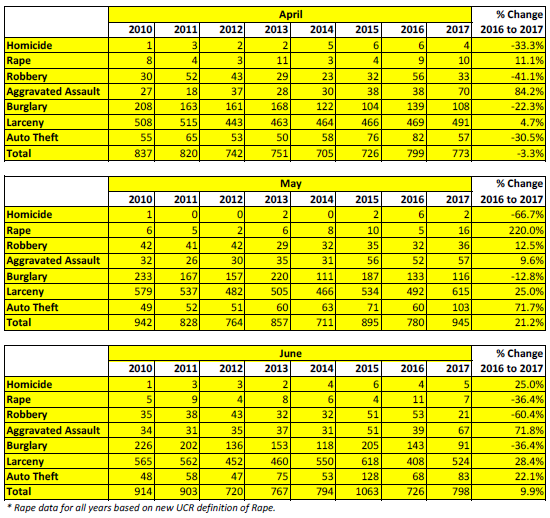 April % Change
2010 2011 2012 2013 2014 2015 2016 2017 2016 to 2017
Homicide 1 3 2 2 5 6 6 4 -33.3%
Rape 8 4 3 11 3 4 9 10 11.1%
Robbery 30 52 43 29 23 32 56 33 -41.1%
Aggravated Assault 27 18 37 28 30 38 38 70 84.2%
Burglary 208 163 161 168 122 104 139 108 -22.3%
Larceny 508 515 443 463 464 466 469 491 4.7%
Auto Theft 55 65 53 50 58 76 82 57 -30.5%
Total 837 820 742 751 705 726 799 773 -3.3%
May % Change
2010 2011 2012 2013 2014 2015 2016 2017 2016 to 2017
Homicide 1 0 0 2 0 2 6 2 -66.7%
Rape 6 5 2 6 8 10 5 16 220.0%
Robbery 42 41 42 29 32 35 32 36 12.5%
Aggravated Assault 32 26 30 35 31 56 52 57 9.6%
Burglary 233 167 157 220 111 187 133 116 -12.8%
Larceny 579 537 482 505 466 534 492 615 25.0%
Auto Theft 49 52 51 60 63 71 60 103 71.7%
Total 942 828 764 857 711 895 780 945 21.2%
June % Change
2010 2011 2012 2013 2014 2015 2016 2017 2016 to 2017
Homicide 1 3 3 2 4 6 4 5 25.0%
Rape 5 9 4 8 6 4 11 7 -36.4%
Robbery 35 38 43 32 32 51 53 21 -60.4%
Aggravated Assault 34 31 35 37 31 51 39 67 71.8%
Burglary 226 202 136 153 118 205 143 91 -36.4%
Larceny 565 562 452 460 550 618 408 524 28.4%
Auto Theft 48 58 47 75 53 128 68 83 22.1%
Total 914 903 720 767 794 1063 726 798 9.9%
* Rape data for all years based on new UCR definition of Rape.